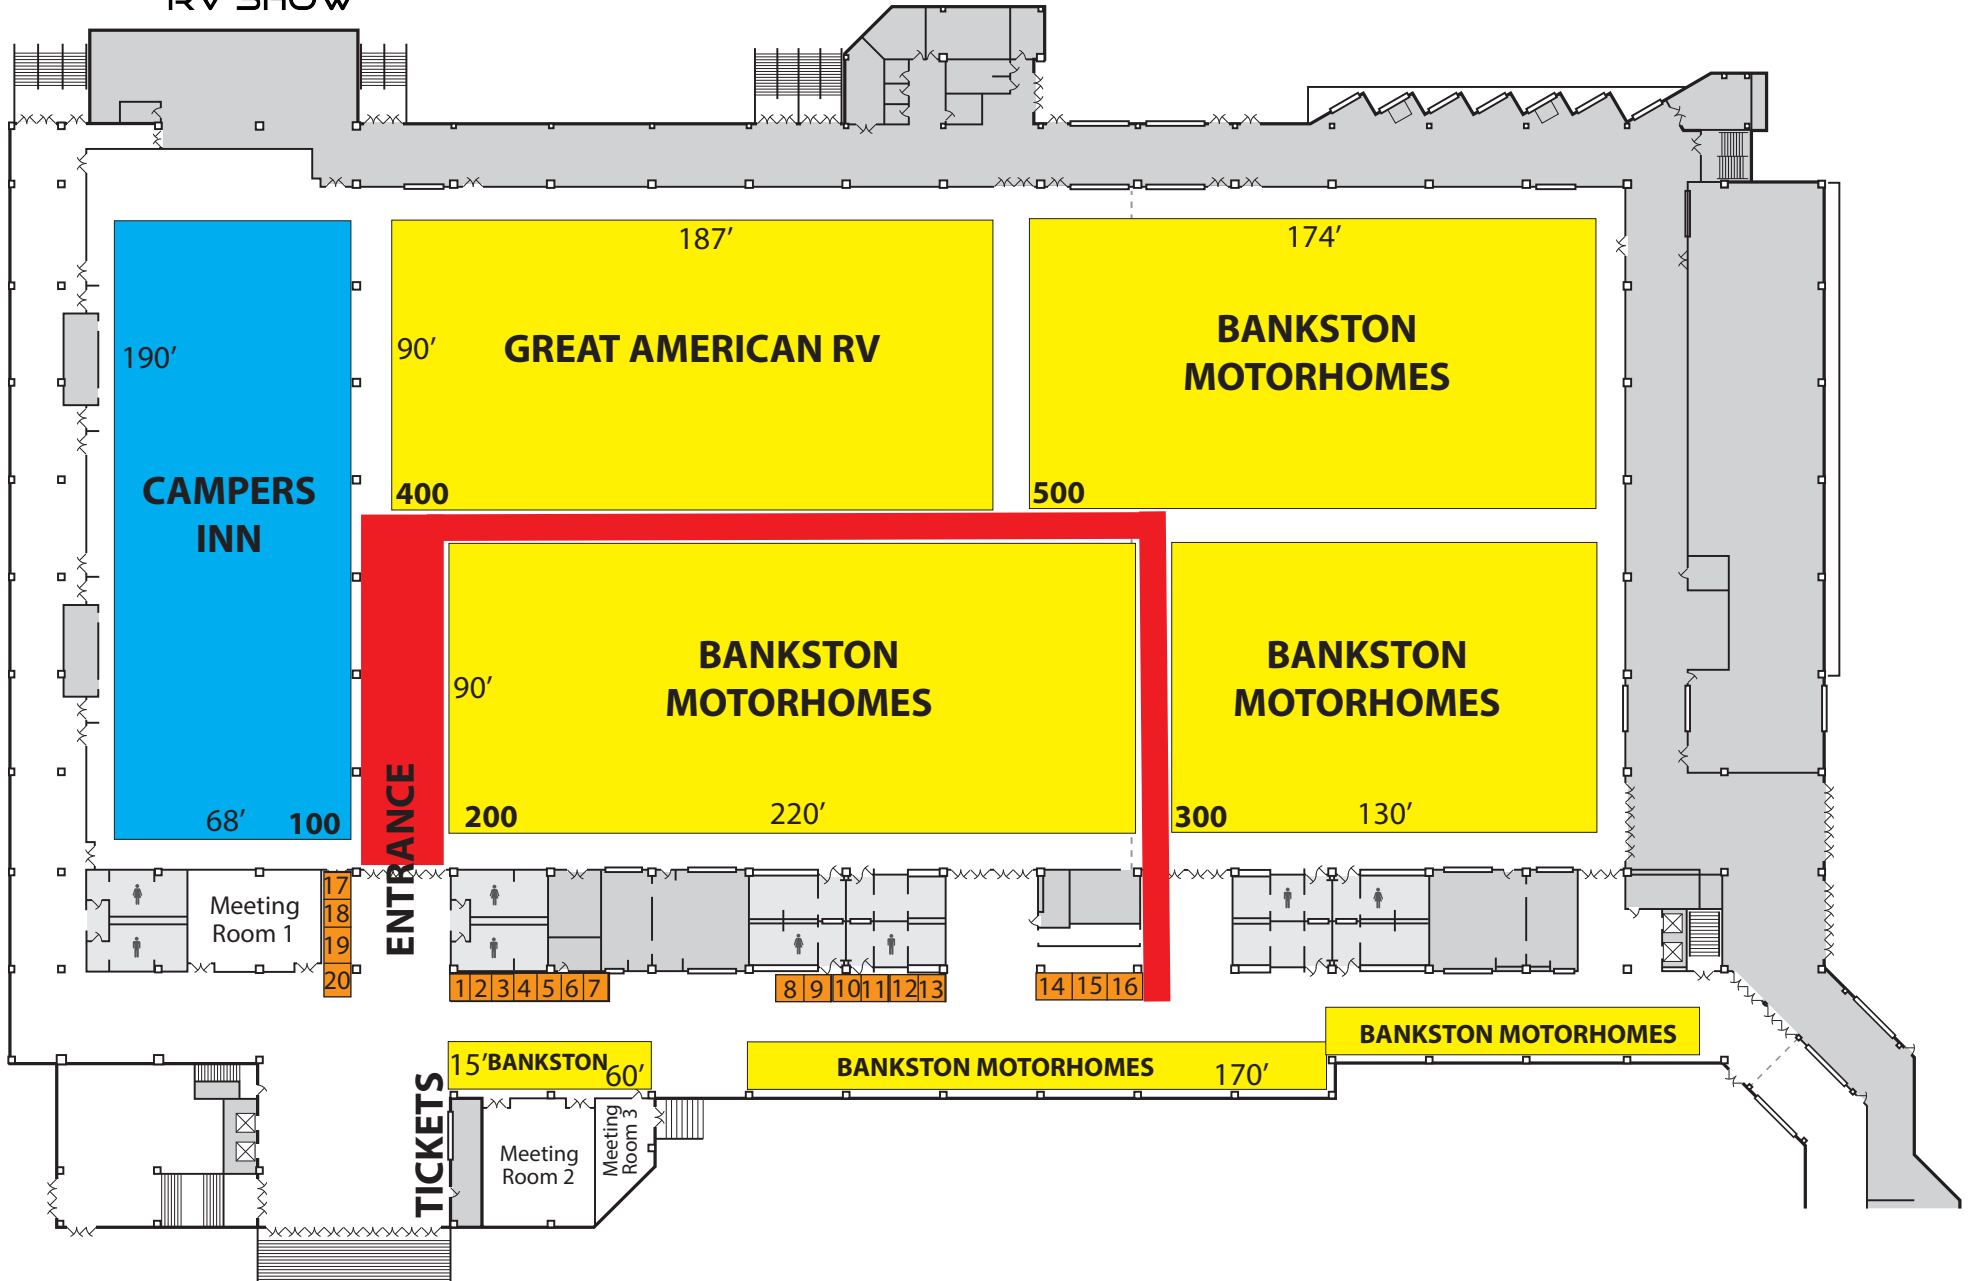 RV SHOW
187’
174’
190’
90’
GREAT AMERICAN RV
BANKSTON
MOTORHOMES
CAMPERS
INN
400
500
90’
BANKSTON
MOTORHOMES
BANKSTON
MOTORHOMES
68’
100
ENTRANCE
200
220’
300
130’
Meeting
Room 1
17
18
19
20
1 2 3 4 5 6 7
8 9 10 11 12 13
14 15 16
15’ BANKSTON 60’
BANKSTON MOTORHOMES 170’
BANKSTON MOTORHOMES
TICKETS
Meeting
Room 2
Meeting
Room 3